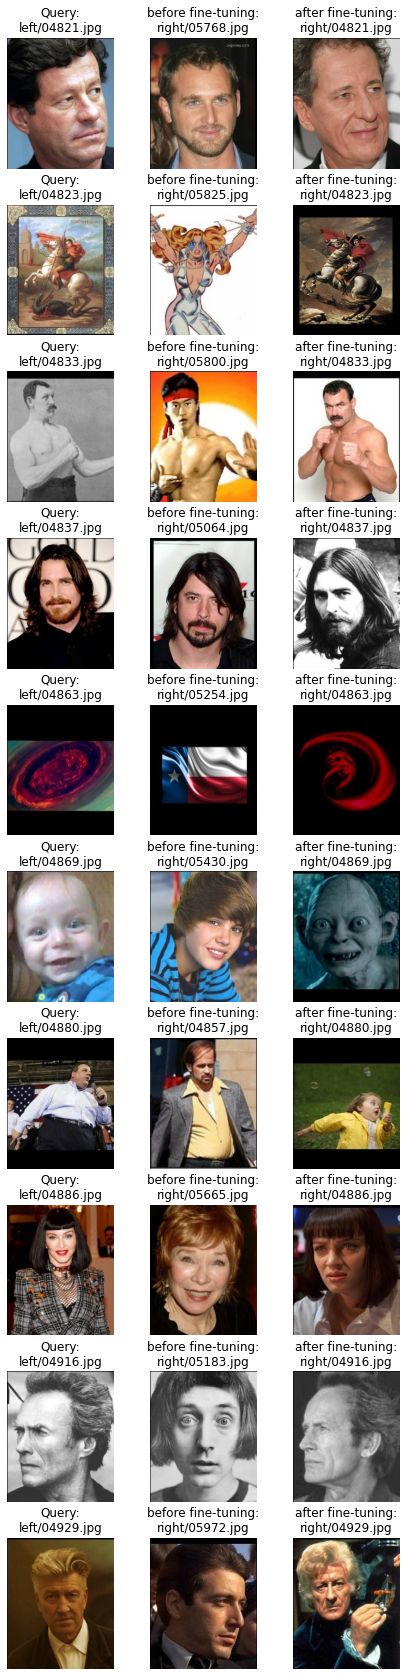 Query:
left/04821.jpg
before fine-tuning:
right/05768.jpg
after fine-tuning:
right/04821.jpg
Query:
left/04823.jpg
before fine-tuning:
right/05825.jpg
after fine-tuning:
right/04823.jpg
Query:
left/04833.jpg
before fine-tuning:
right/05800.jpg
after fine-tuning:
right/04833.jpg
Query:
left/04837.jpg
before fine-tuning:
right/05064.jpg
after fine-tuning:
right/04837.jpg
GOLD
Query:
left/04863.jpg
before fine-tuning:
right/05254.jpg
after fine-tuning:
right/04863.jpg
Query:
left/04869.jpg
before fine-tuning:
right/05430.jpg
after fine-tuning:
right/04869.jpg
Query:
left/04880.jpg
before fine-tuning:
right/04857.jpg
after fine-tuning:
right/04880.jpg
Query:
left/04886.jpg
before fine-tuning:
right/05665.jpg
after fine-tuning:
right/04886.jpg
Query:
left/04916.jpg
before fine-tuning:
right/05183.jpg
after fine-tuning:
right/04916.jpg
Query:
left/04929.jpg
before fine-tuning:
right/05972.jpg
after fine-tuning:
right/04929.jpg